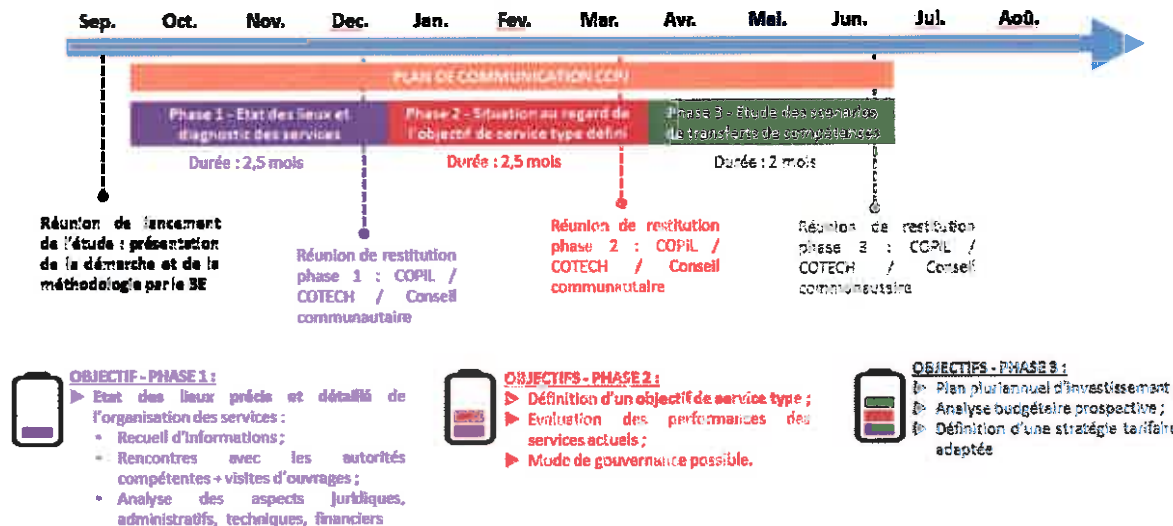 Sep. Oct. Nov. Dec. Jan. Fev. Mar. Avr. Mai. Jun. Jul. Aoû.
PLAN DE COMMUNICATION CCPI
Phase 1 - Etat des lieux et
diagnostic des services
Phase 2 - Situation au regard de
l'objectif de service type défini
Phase 3 - Etude des scenarios
de transferts de compétences
Durée : 2,5 mois
Durée : 2,5 mois
Durée : 2 mois
Réunion de lancement
de l'étude : présentation
de la démarche et de la
méthodologie par le BE
Réunion de restitution
phase 1 : COPIL /
COTECH / Conseil
communautaire
Réunion de restitution
phase 2 : COPIL /
COTECH / Conseil
communautaire
Réunion de restitution
phase 3 : COPIL /
COTECH / Conseil
communautaire
OBJECTIF - PHASE 1 :
➤ Etat des lieux précis et détaillé de
l'organisation des services :
• Recueil d'informations ;
• Rencontres avec les autorités
compétentes + visites d'ouvrages ;
• Analyse des aspects juridiques,
administratifs, techniques, financiers
OBJECTIFS - PHASE 2 :
➤ Définition d'un objectif de service type ;
➤ Evaluation des performances des
services actuels ;
➤ Mode de gouvernance possible.
OBJECTIFS - PHASE 3 :
➤ Plan pluriannuel d'investissement
➤ Analyse budgétaire prospective ;
➤ Définition d'une stratégie tarifaire
adaptée